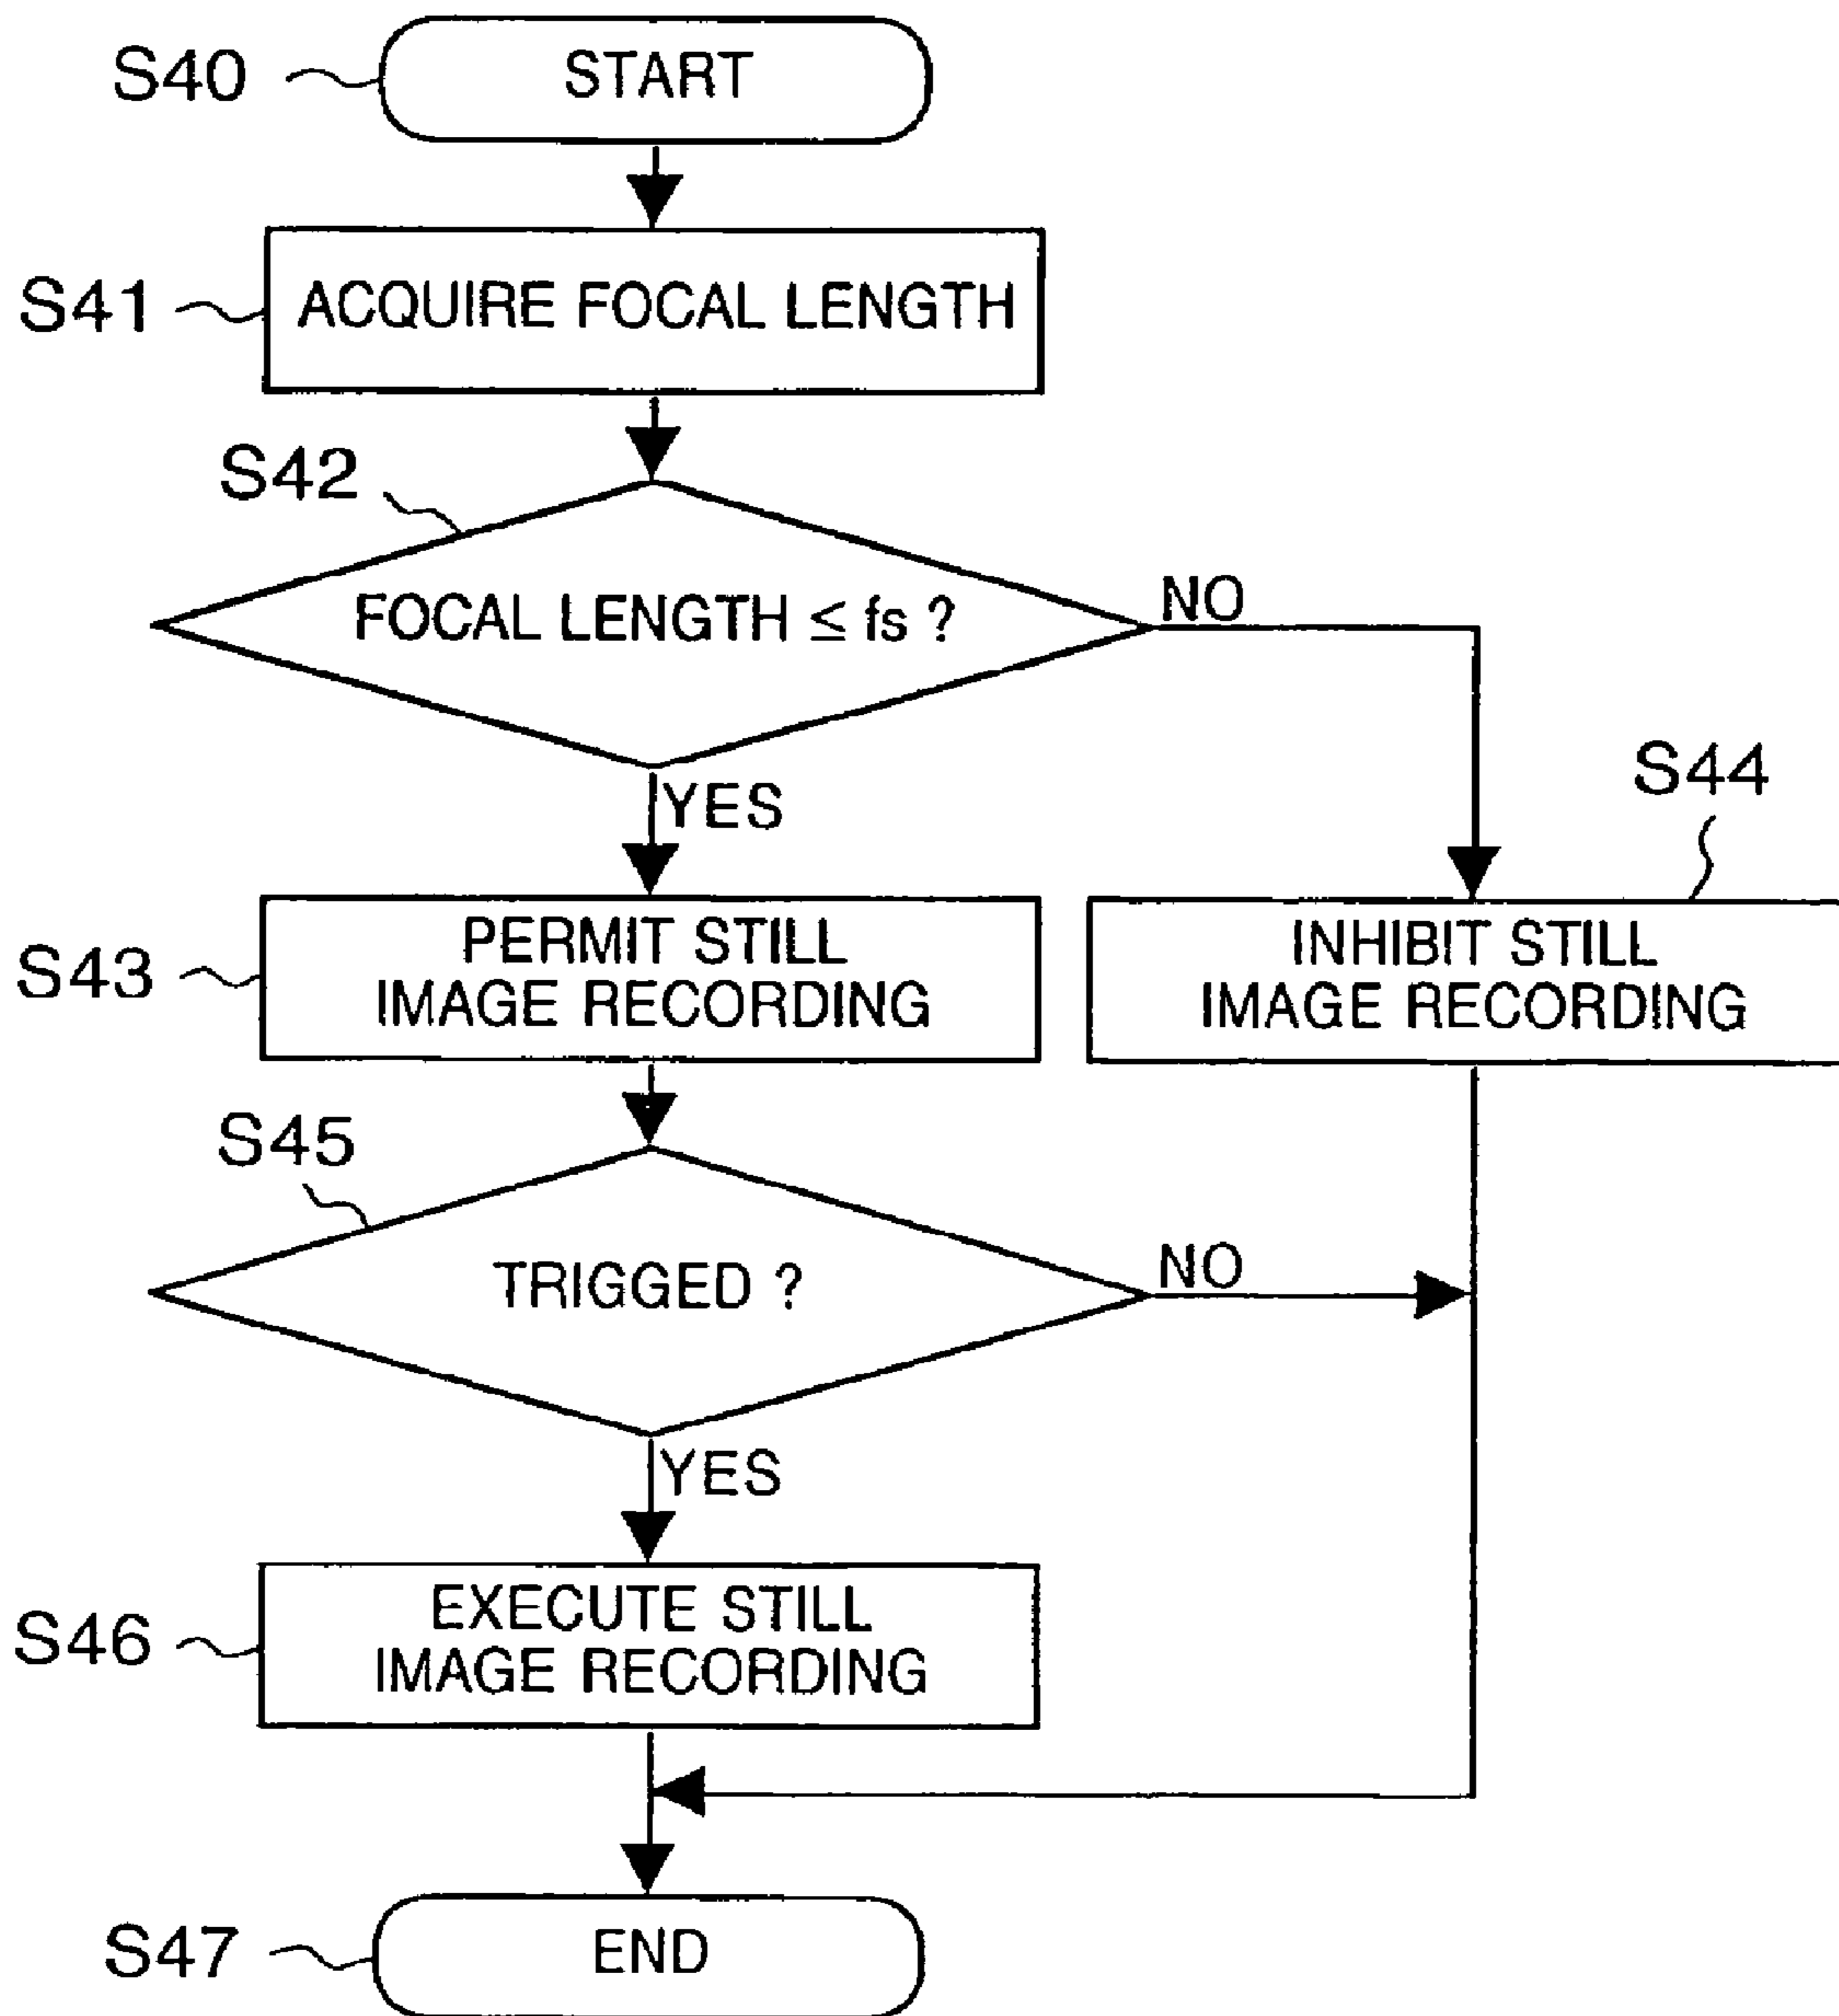 S40
START
S41
ACQUIRE FOCAL LENGTH
S42
FOCAL LENGTH ≤ fs ?
NO
YES
S44
S43
PERMIT STILL
IMAGE RECORDING
INHIBIT STILL
IMAGE RECORDING
S45
TRIGGED ?
NO
YES
S46
EXECUTE STILL
IMAGE RECORDING
S47
END